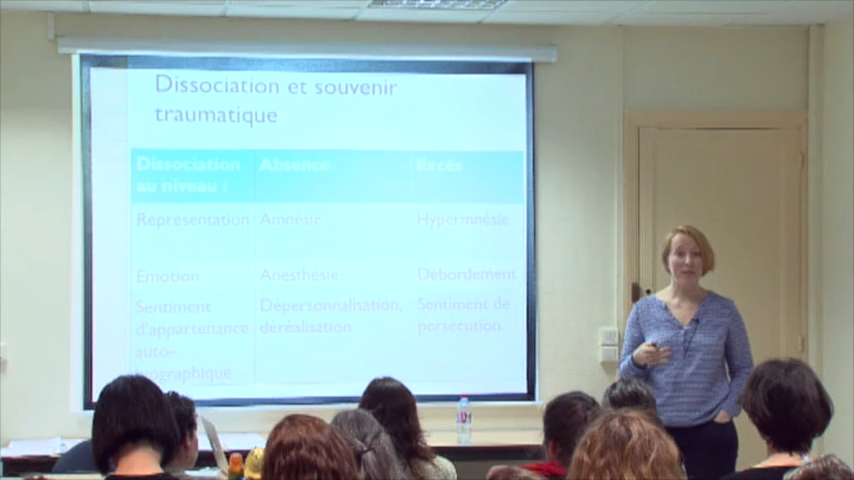 Dissociation et souvenir
traumatique
Dissociation
au niveau :
Absence
Excès
Représentation
Amnésie
Hypermnésie
Émotion
Anesthésie
Débordement
Sentiment
d'appartenance
auto-
biographique
Dépersonnalisation,
déréalisation
Sentiment de
persécution